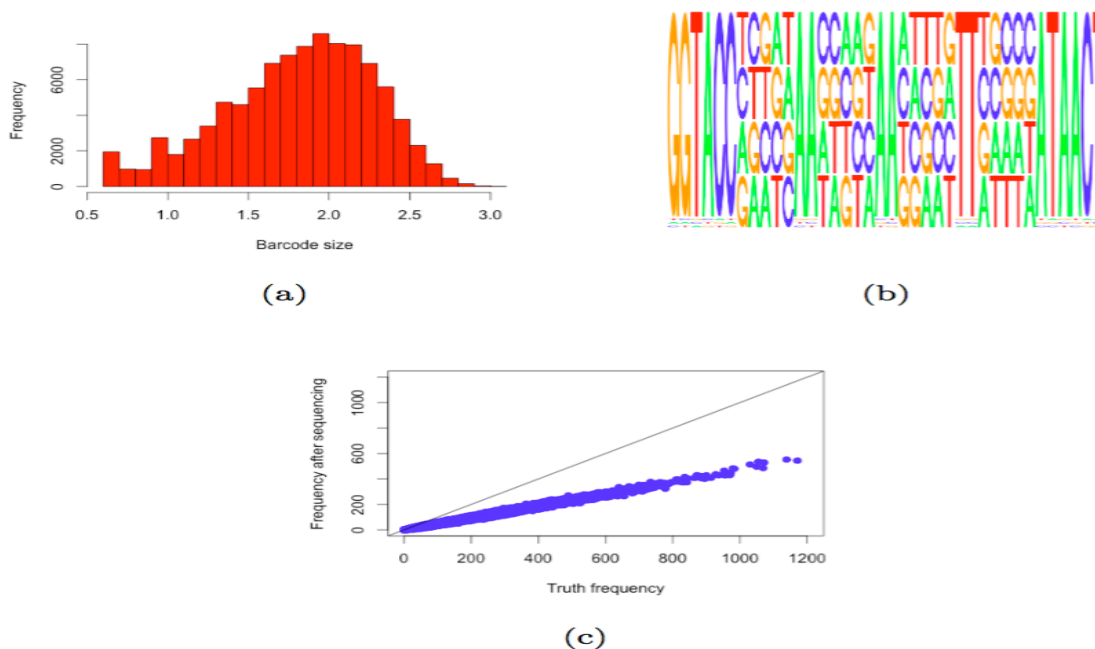 Frequency
0 2000 6000
0.5 1.0 1.5 2.0 2.5 3.0
Barcode size
(a)
(b)
Frequency after sequencing
0 200 600 1000
0 200 400 600 800 1000 1200
Truth frequency
(c)